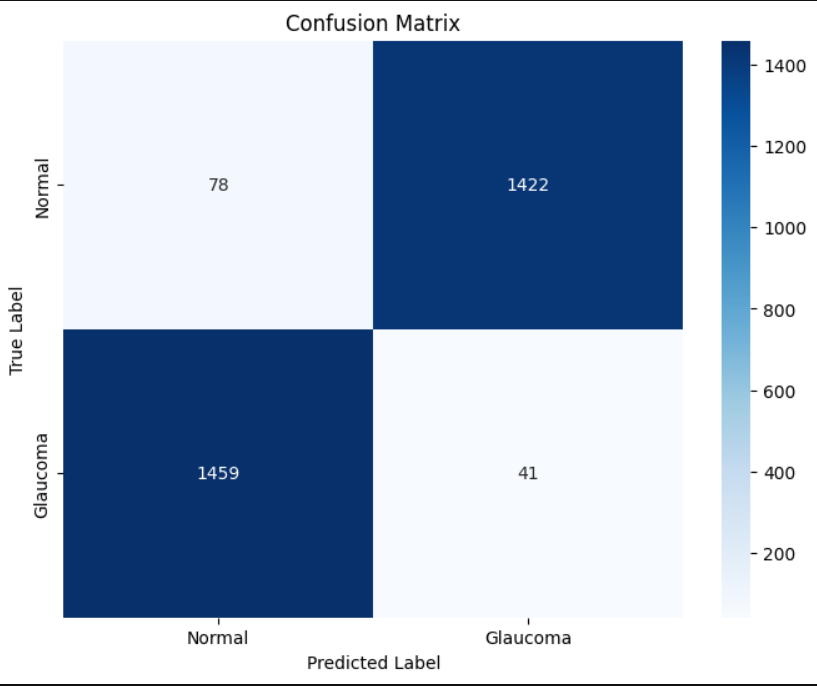 Confusion Matrix
True Label
Normal
Glaucoma
78
1422
1459
41
Normal
Glaucoma
Predicted Label
1400
1200
1000
800
600
400
200